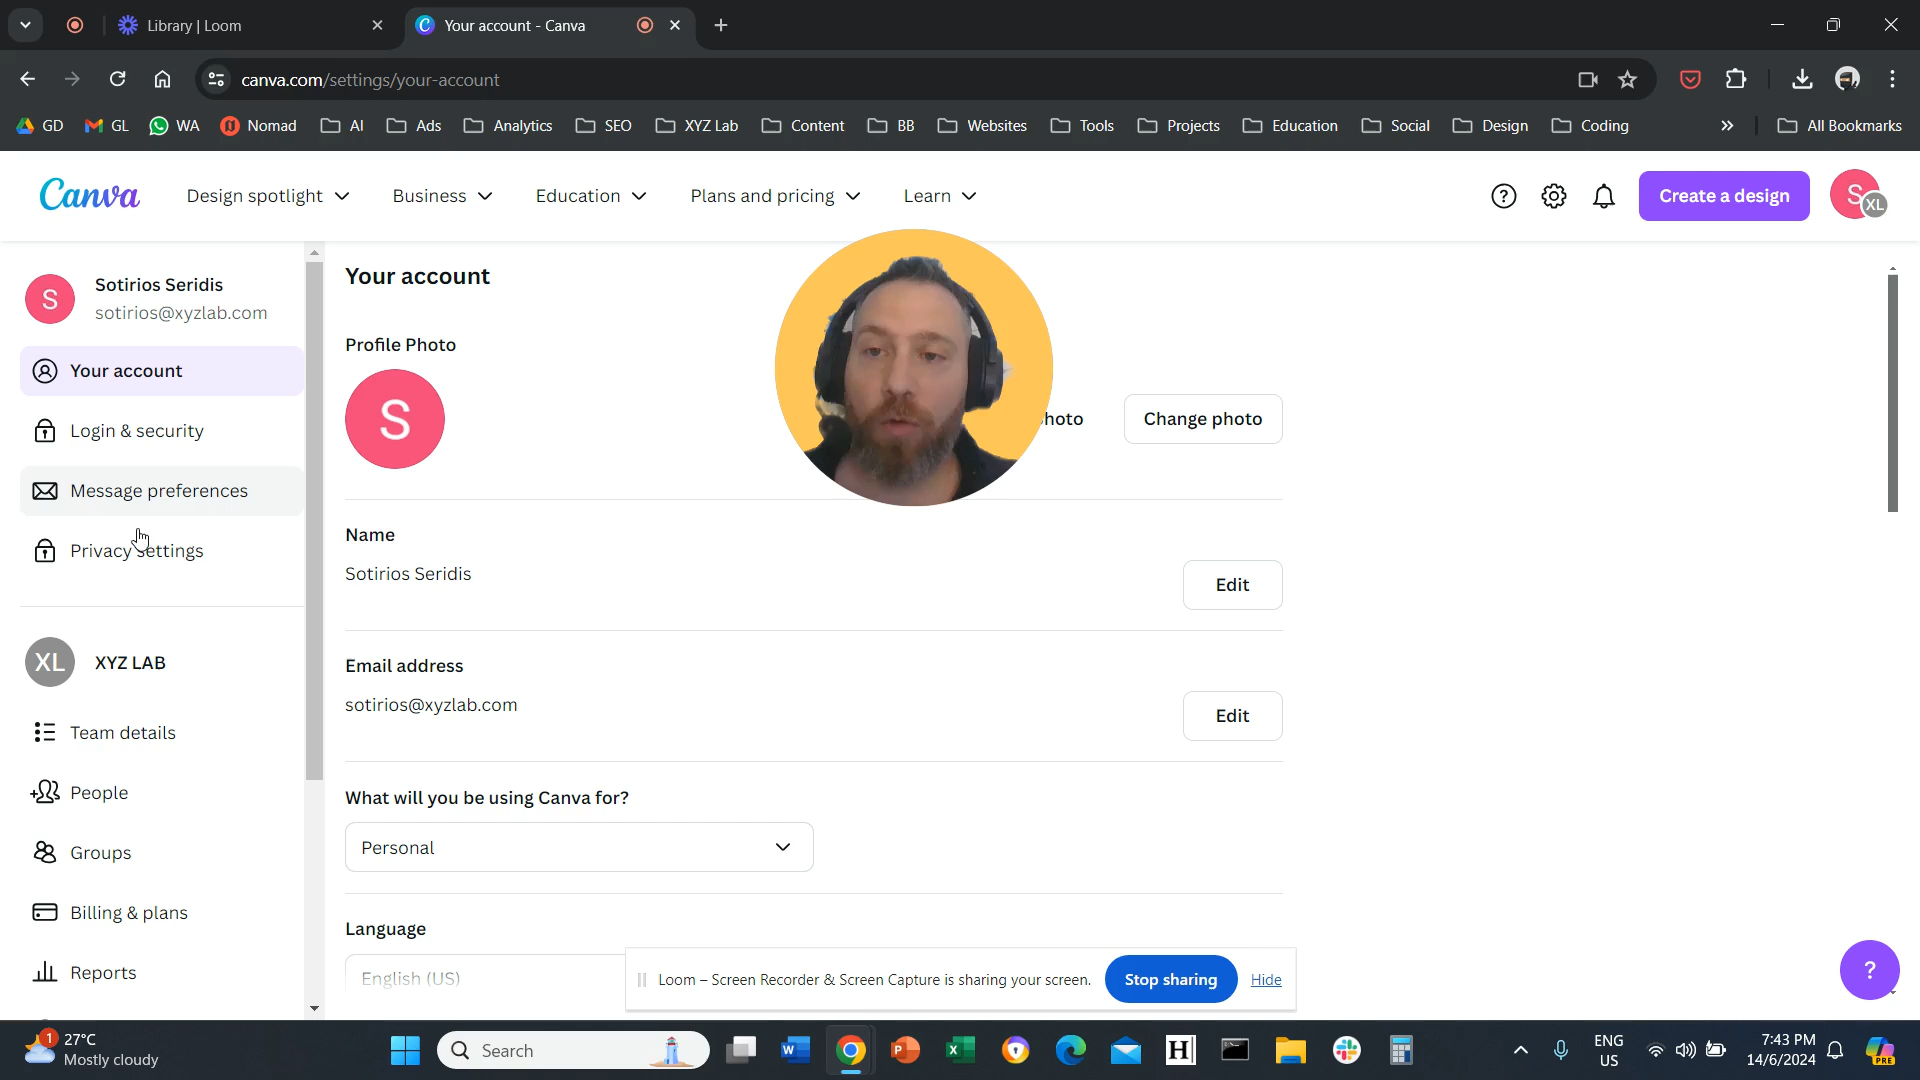 Library | Loom
Your account - Canva
canva.com/settings/your-account
GD
GL
WA
Nomad
AI
Ads
Analytics
SEO
XYZ Lab
Content
BB
Websites
Tools
Projects
Education
Social
Design
Coding
All Bookmarks
Canva
Design spotlight
Business
Education
Plans and pricing
Learn
Create a design
S
XL
S
Sotirios Seridis
sotirios@xyzlab.com
Your account
Login & security
Message preferences
Privacy settings
XL
XYZ LAB
Team details
People
Groups
Billing & plans
Reports
Your account
Profile Photo
S
hoto
Change photo
Name
Sotirios Seridis
Edit
Email address
sotirios@xyzlab.com
Edit
What will you be using Canva for?
Personal
Language
English (US)
Loom – Screen Recorder & Screen Capture is sharing your screen.
Stop sharing
Hide
?
1
27°C
Mostly cloudy
Search
ENG
US
7:43 PM
14/6/2024
PRE